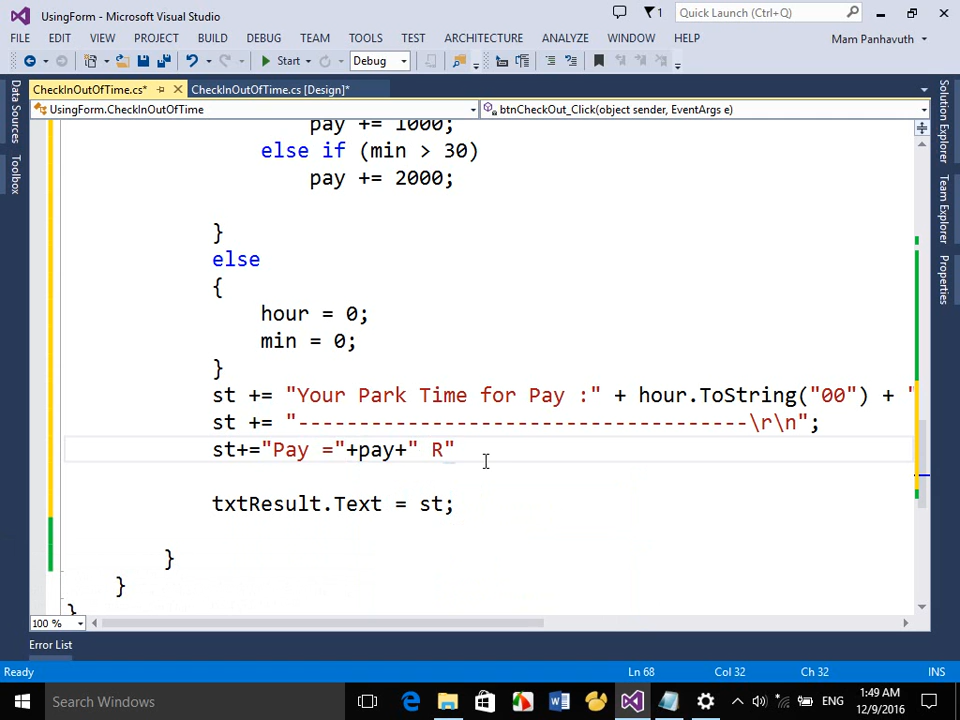 UsingForm - Microsoft Visual Studio
1
Quick Launch (Ctrl+Q)
FILE EDIT VIEW PROJECT BUILD DEBUG TEAM TOOLS TEST ARCHITECTURE ANALYZE WINDOW HELP
Mam Panhavuth
Start
Debug
CheckInOutOfTime.cs*
CheckInOutOfTime.cs [Design]*
UsingForm.CheckInOutOfTime
btnCheckOut_Click(object sender, EventArgs e)
Data Sources
Toolbox
Solution Explorer
Team Explorer
Properties
pay += 1000;
else if (min > 30)
pay += 2000;
}
else
{
hour = 0;
min = 0;
}
st += "Your Park Time for Pay :" + hour.ToString("00") + "
st += "-------------------------------------\r\n";
st+="Pay ="+pay+" R"
txtResult.Text = st;
}
}
}
100 %
Error List
Ready
Ln 68
Col 32
Ch 32
INS
Search Windows
ENG
1:49 AM
12/9/2016